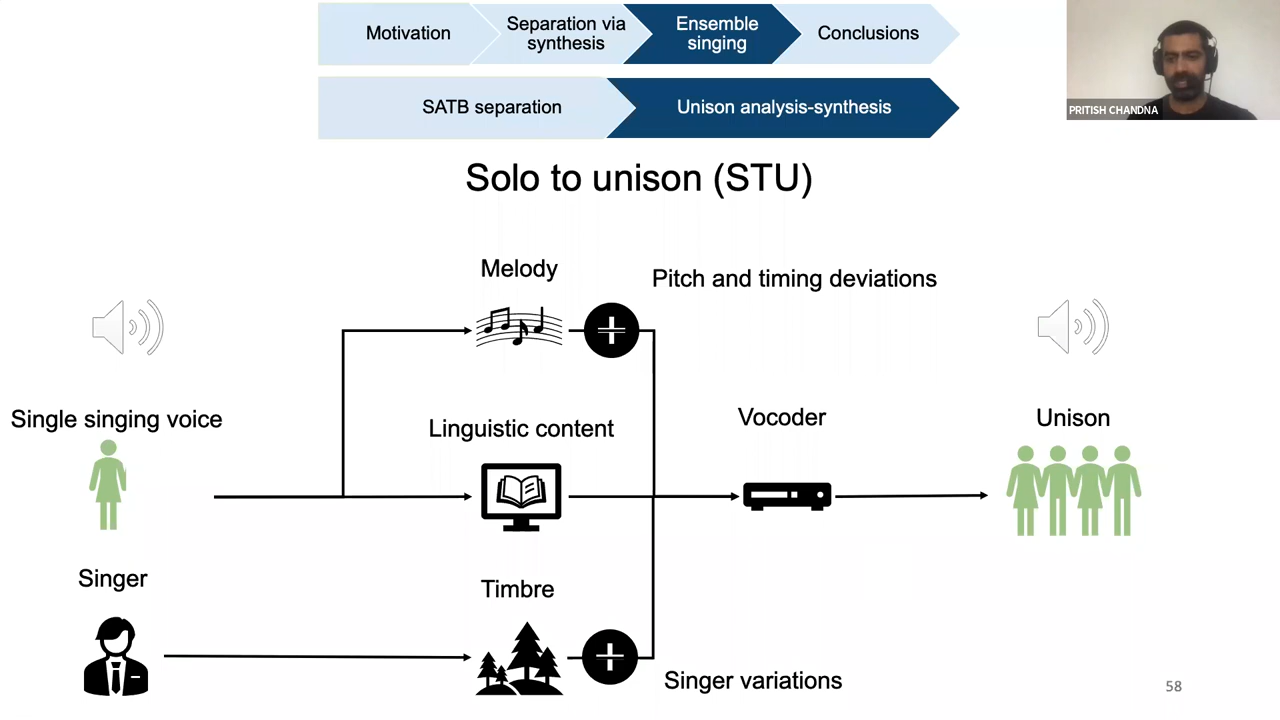 Motivation
Separation via
synthesis
Ensemble
singing
Conclusions
SATB separation
Unison analysis-synthesis
PRITISH CHANDNA
Solo to unison (STU)
Melody
Pitch and timing deviations
Single singing voice
Linguistic content
Vocoder
Unison
Singer
Timbre
Singer variations
58